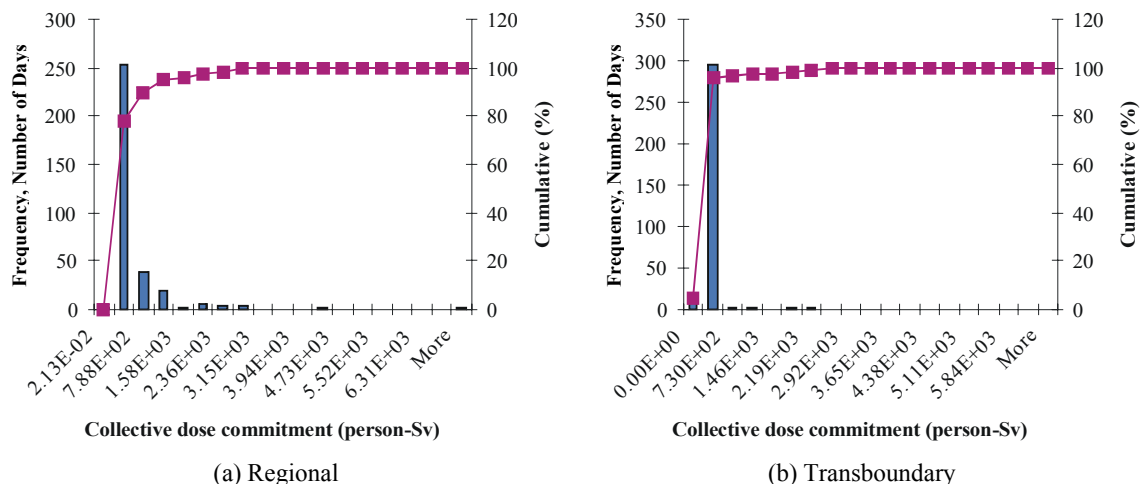 300
250
200
150
100
50
0
Frequency, Number of Days
120
100
80
60
40
20
0
Cumulative (%)
2.13E-02
7.88E+02
1.58E+03
2.36E+03
3.15E+03
3.94E+03
4.73E+03
5.52E+03
6.31E+03
More
Collective dose commitment (person-Sv)
(a) Regional
350
300
250
200
150
100
50
0
Frequency, Number of Days
120
100
80
60
40
20
0
Cumulative (%)
0.00E+00
7.30E+02
1.46E+03
2.19E+03
2.92E+03
3.65E+03
4.38E+03
5.11E+03
5.84E+03
More
Collective dose commitment (person-Sv)
(b) Transboundary